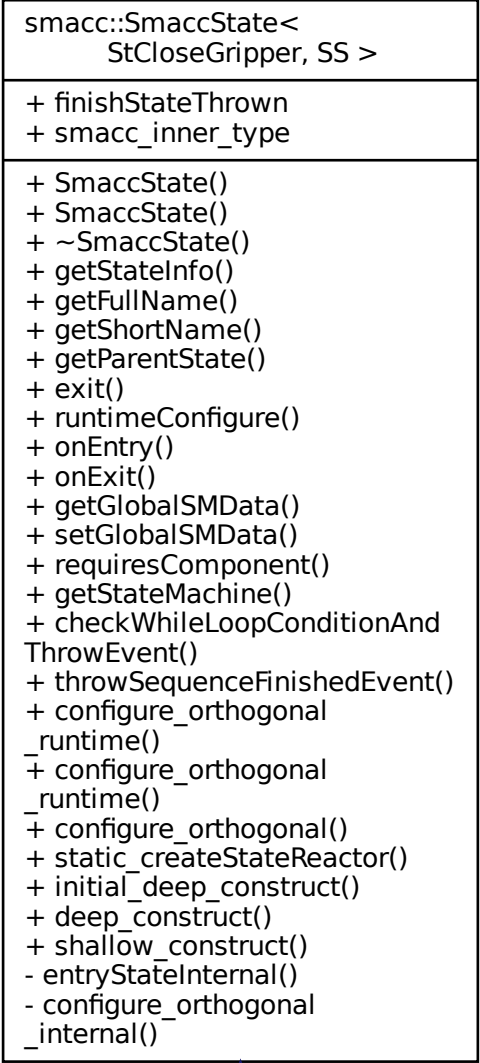 smacc::SmaccState<
StCloseGripper, SS >
+ finishStateThrown
+ smacc_inner_type
+ SmaccState()
+ SmaccState()
+ ~SmaccState()
+ getStateInfo()
+ getFullName()
+ getShortName()
+ getParentState()
+ exit()
+ runtimeConfigure()
+ onEntry()
+ onExit()
+ getGlobalSMData()
+ setGlobalSMData()
+ requiresComponent()
+ getStateMachine()
+ checkWhileLoopConditionAnd
ThrowEvent()
+ throwSequenceFinishedEvent()
+ configure_orthogonal
_runtime()
+ configure_orthogonal
_runtime()
+ configure_orthogonal()
+ static_createStateReactor()
+ initial_deep_construct()
+ deep_construct()
+ shallow_construct()
- entryStateInternal()
- configure_orthogonal
_internal()